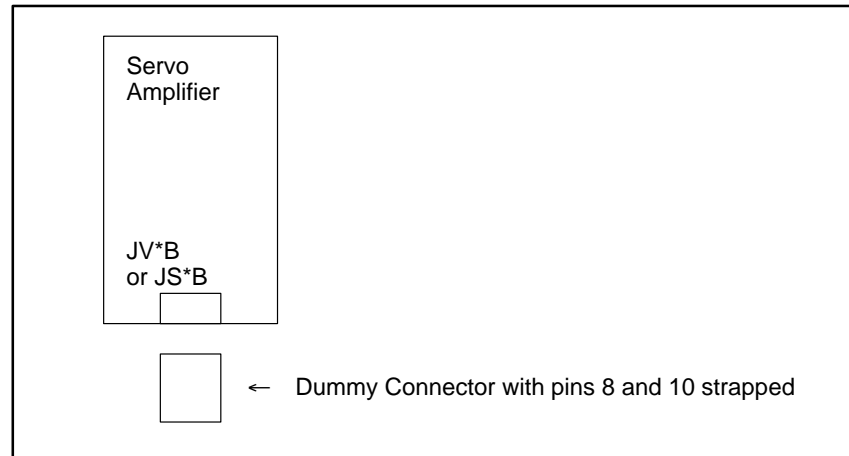 Servo
Amplifier
JV*B
or JS*B
← Dummy Connector with pins 8 and 10 strapped